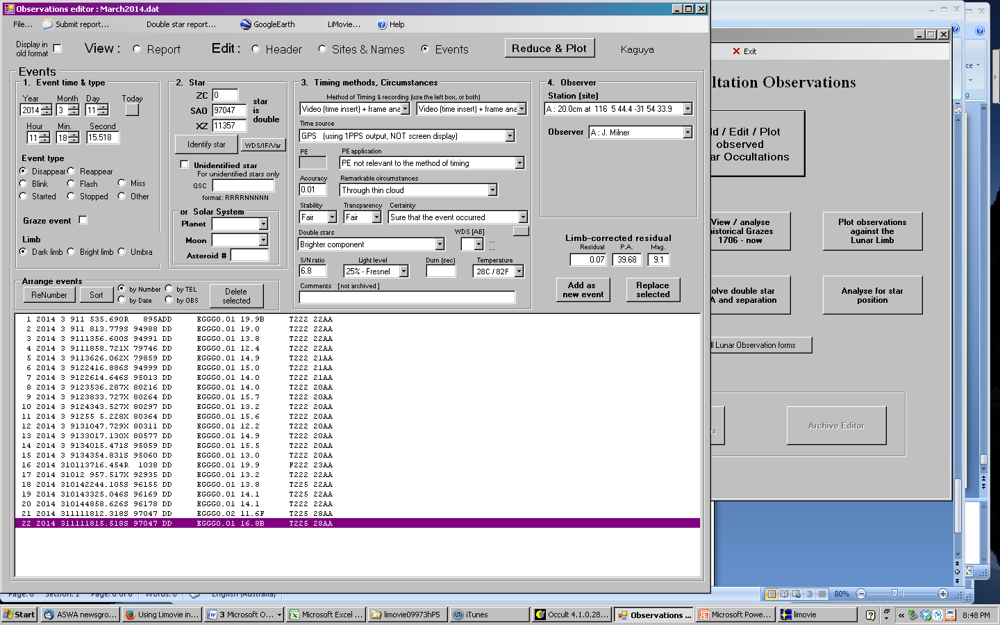 Observations editor : March2014.dat
File... Submit report... Double star report... GoogleEarth LiMovie... Help
Display in old format View : Report Edit : Header Sites & Names Events Reduce & Plot Kaguya
Events
1. Event time & type
Year Month Day Today
2014 3 11
Hour Min. Second
11 18 15.518
Event type
Disappear Reappear
Blink Flash Miss
Started Stopped Other
Graze event
Limb
Dark limb Bright limb Umbra
2. Star
ZC 0
SAO 97047
XZ 11357
star is double
Identify star WDS/IF/Var
Unidentified star
For unidentified stars only
GSC
format: RRRRNNNNN
or Solar System
Planet
Moon
Asteroid #
3. Timing methods, Circumstances
Method of Timing & recording (use the left box, or both)
Video (time insert) + frame ana Video (time insert) + frame ana
Time source
GPS (using 1PPS output, NOT screen display)
PE PE application
PE not relevant to the method of timing
Accuracy Remarkable circumstances
0.01 Through thin cloud
Stability Transparency Certainty
Fair Fair Sure that the event occurred
Double stars WDS [AB]
Brighter component ... ...
S/N ratio Light level Durn (sec) Temperature
6.8 25% - Fresnel 28C / 82F
Comments [ not archived ]
4. Observer
Station (site)
A : 20.0cm at 116 5 44.4 -31 54 33.9
Observer A : J. Milner
Limb-corrected residual
Residual P.A. Mag.
0.07 39.68 9.1
Add as new event Replace selected
Arrange events
ReNumber Sort by Number by TEL by Date by OBS Delete selected
1 2014 3 911 535.690R 895ADD EGGG0.01 19.9B T222 22AA
2 2014 3 911 813.779S 94988 DD EGGG0.01 19.0 T222 22AA
3 2014 3 9111356.600S 94991 DD EGGG0.01 13.8 T222 22AA
4 2014 3 9111858.721X 79746 DD EGGG0.01 12.4 T222 22AA
5 2014 3 9113626.062X 79859 DD EGGG0.01 14.9 T222 21AA
6 2014 3 9122416.886S 94999 DD EGGG0.01 15.0 T222 21AA
7 2014 3 9122614.646S 95013 DD EGGG0.01 14.0 T222 21AA
8 2014 3 9123536.287X 80216 DD EGGG0.01 14.0 T222 20AA
9 2014 3 9123833.727X 80264 DD EGGG0.01 15.7 T222 20AA
10 2014 3 9124343.527X 80297 DD EGGG0.01 13.2 T222 20AA
11 2014 3 91255 5.228X 80364 DD EGGG0.01 15.6 T222 20AA
12 2014 3 9131047.729X 80311 DD EGGG0.01 12.2 T222 20AA
13 2014 3 9133017.130X 80577 DD EGGG0.01 14.9 T222 20AA
14 2014 3 9134015.471S 95059 DD EGGG0.01 15.5 T222 20AA
15 2014 3 9134354.831S 95060 DD EGGG0.01 13.0 T222 20AA
16 2014 310113716.454R 1038 DD EGGG0.01 19.9 F222 23AA
17 2014 31012 957.517X 92935 DD EGGG0.01 13.2 T222 22AA
18 2014 310142244.105S 96155 DD EGGG0.01 13.8 T225 22AA
19 2014 310143325.046S 96169 DD EGGG0.01 14.1 T225 22AA
20 2014 310144858.626S 96178 DD EGGG0.01 14.1 T222 22AA
21 2014 311111812.318S 97047 DD EGGG0.02 11.6F T225 28AA
22 2014 311111815.518S 97047 DD EGGG0.01 16.8B T225 28AA
Exit
ltation Observations
d / Edit / Plot
observed
ar Occultations
View / analyse
historical Grazes
1706 - now
Plot observations
against the
Lunar Limb
olve double star
A and separation
Analyse for star
position
ll Lunar Observation forms
rs
Archive Editor
Page: 6 Section: 1 Page: 6 of 6 Words: 0 English (Australia) 80%
Start ASWA newsgro... Using Limovie in... 3 Microsoft O... Microsoft Excel ... limovie09973hP5 iTunes Occult 4.1.0.28... Observations ... Microsoft Powe... limovie 8:48 PM